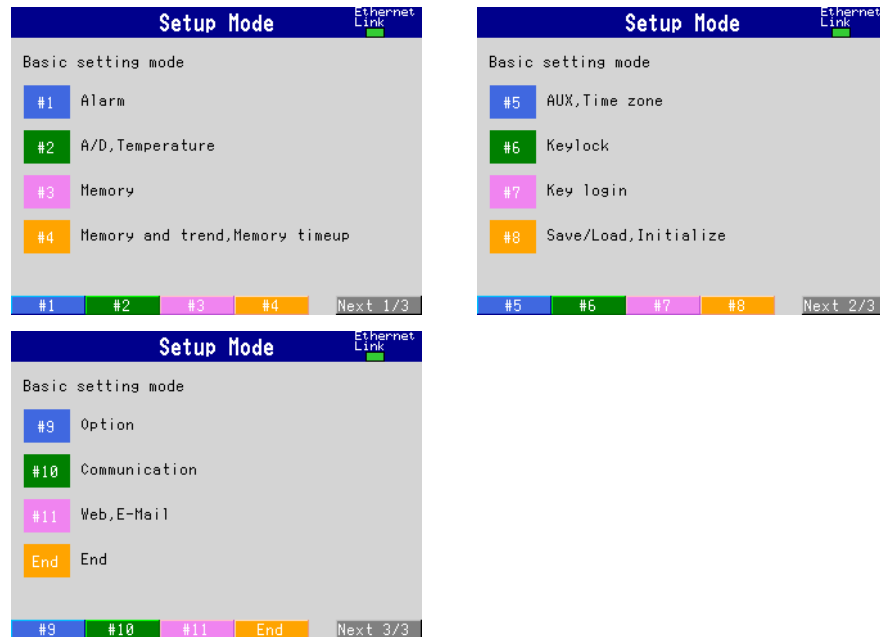 Setup Mode
Ethernet
Link
Basic setting mode
#1 Alarm
#2 A/D,Temperature
#3 Memory
#4 Memory and trend,Memory timeup
#1 #2 #3 #4 Next 1/3
Setup Mode
Ethernet
Link
Basic setting mode
#5 AUX,Time zone
#6 Keylock
#7 Key login
#8 Save/Load,Initialize
#5 #6 #7 #8 Next 2/3
Setup Mode
Ethernet
Link
Basic setting mode
#9 Option
#10 Communication
#11 Web,E-Mail
End End
#9 #10 #11 End Next 3/3